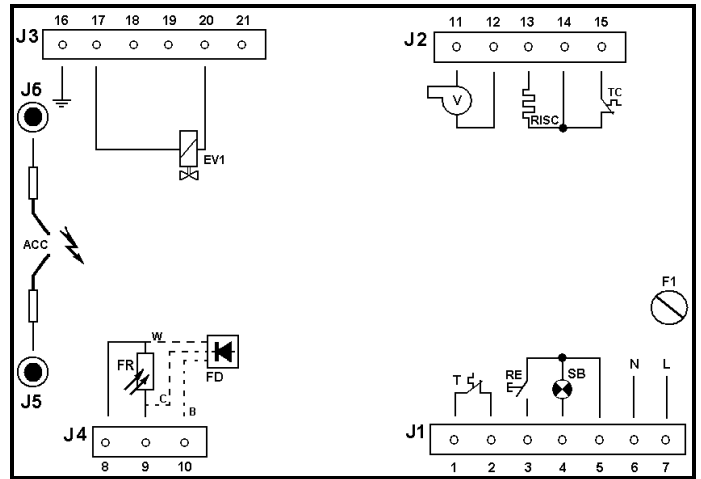 16 17 18 19 20 21
J3
11 12 13 14 15
J2
J6
V
RISC
TC
EV1
ACC
F1
W
FR
FD
C
B
J5
T
RE
SB
N
L
J4
8 9 10
J1
1 2 3 4 5 6 7